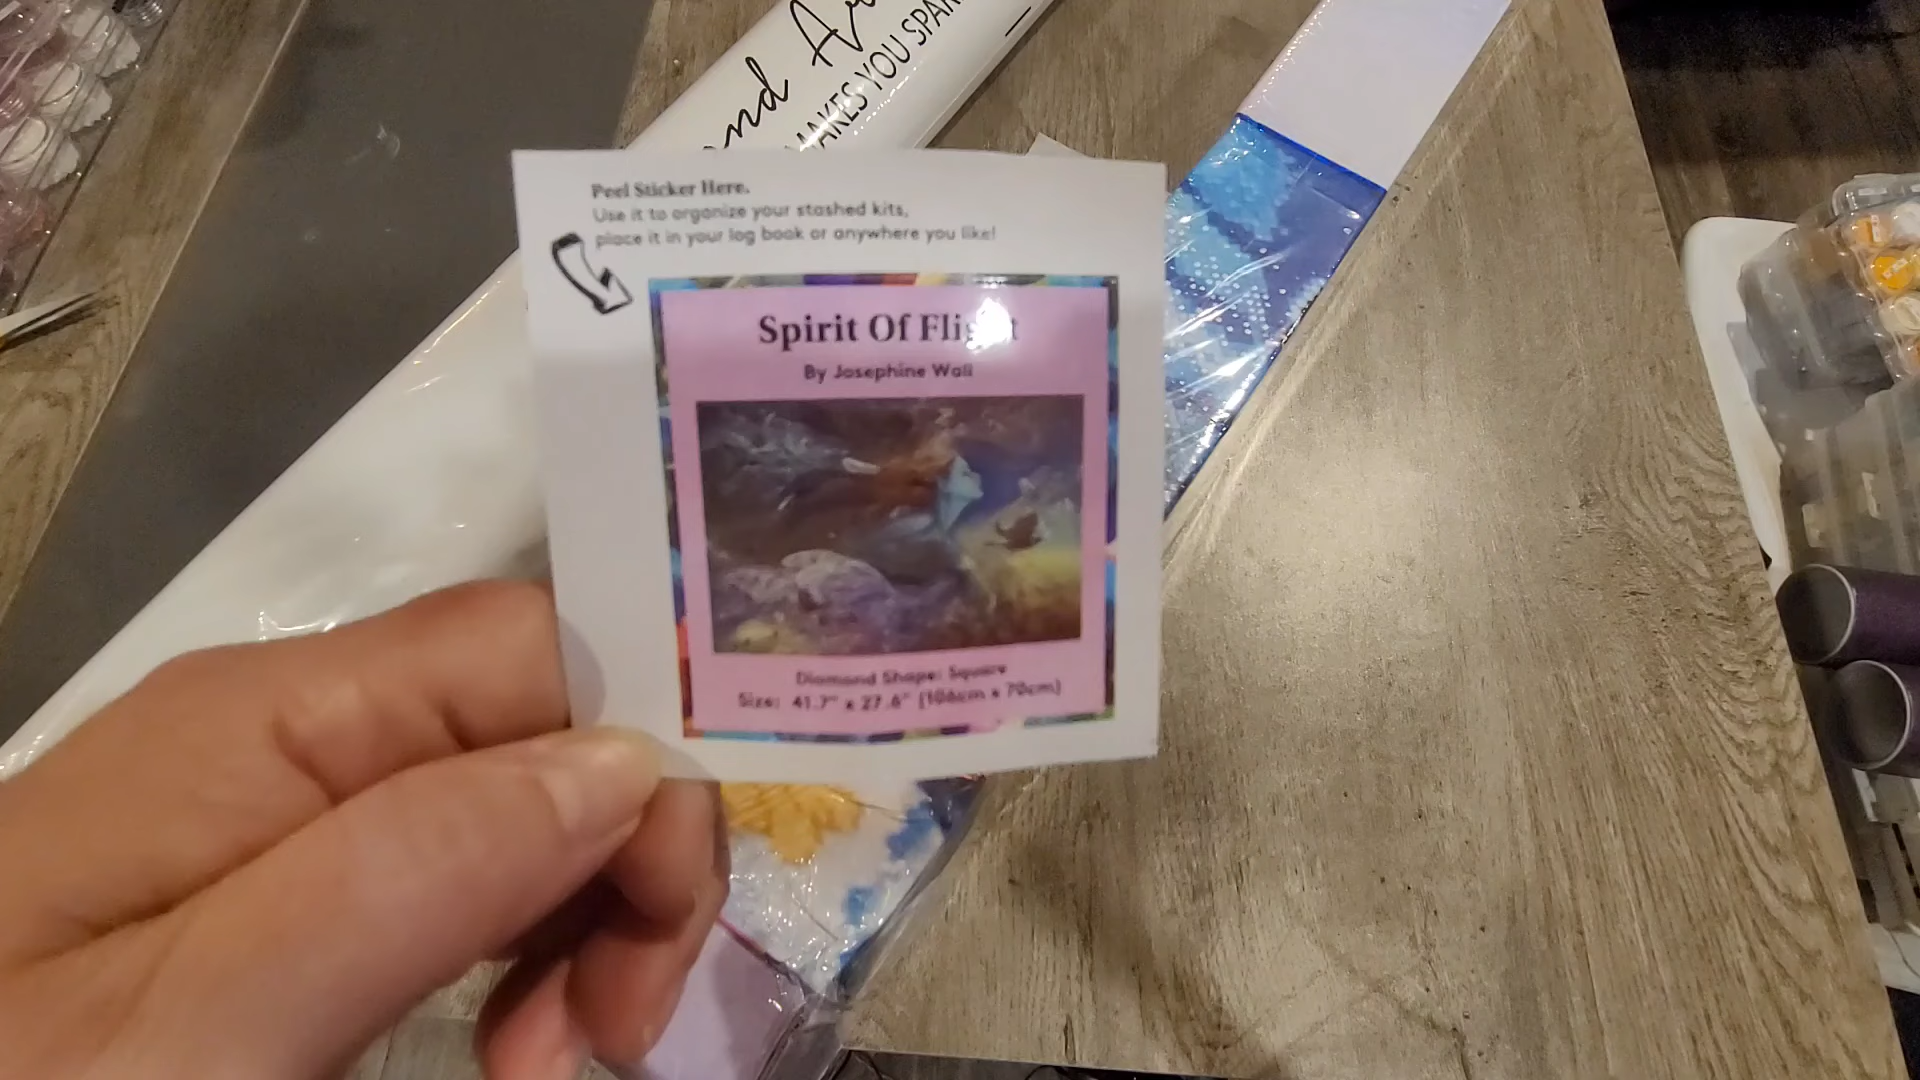 nd Ar
MAKES YOU SPAR
Peel Sticker Here.
Use it to organize your stashed kits,
place it in your log book or anywhere you like!
Spirit Of Flight
By Josephine Wall
Diamond Shape: Square
Size: 41.7" x 27.6" (106cm x 70cm)